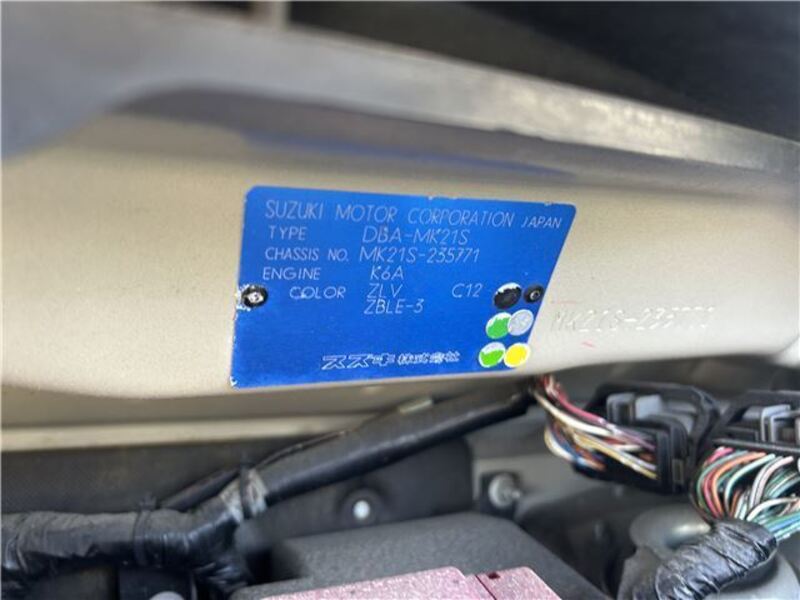 SUZUKI MOTOR CORPORATION JAPAN
TYPE DBA-MK21S
CHASSIS NO. MK21S-235771
ENGINE K6A
COLOR ZLV C12
ZBLE-3
スズキ株式会社